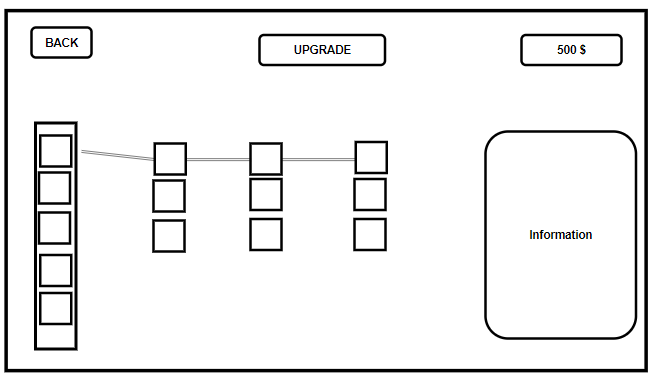 BACK
UPGRADE
500 $
Information